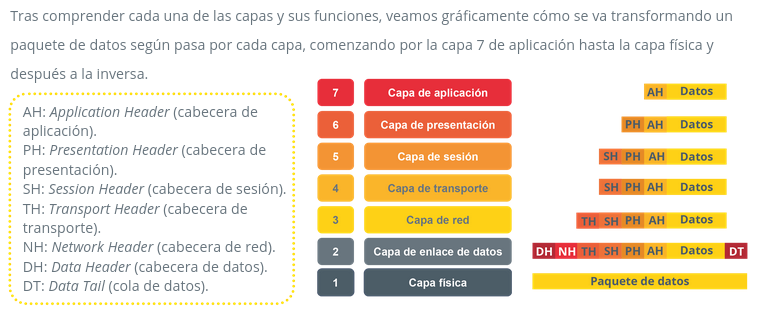 Tras comprender cada una de las capas y sus funciones, veamos gráficamente cómo se va transformando un
paquete de datos según pasa por cada capa, comenzando por la capa 7 de aplicación hasta la capa física y
después a la inversa.
AH: Application Header (cabecera de
aplicación).
PH: Presentation Header (cabecera de
presentación).
SH: Session Header (cabecera de sesión).
TH: Transport Header (cabecera de
transporte).
NH: Network Header (cabecera de red).
DH: Data Header (cabecera de datos).
DT: Data Tail (cola de datos).
7 Capa de aplicación AH Datos
6 Capa de presentación PH AH Datos
5 Capa de sesión SH PH AH Datos
4 Capa de transporte SH PH AH Datos
3 Capa de red TH SH PH AH Datos
2 Capa de enlace de datos DH NH TH SH PH AH Datos DT
1 Capa física Paquete de datos